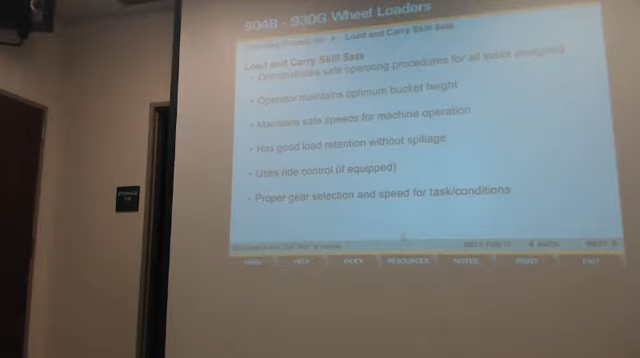 904B - 930G Wheel Loaders
Operating Procedures > Load and Carry Skill Sets
Load and Carry Skill Sets
- Demonstrates safe operating procedures for all tasks assigned
- Operator maintains optimum bucket height
- Maintains safe speeds for machine operation
- Has good load retention without spillage
- Uses ride control (if equipped)
- Proper gear selection and speed for task/conditions
BACK
NEXT
MAIN
HELP
INDEX
RESOURCES
NOTES
PRINT
EXIT
STORAGE